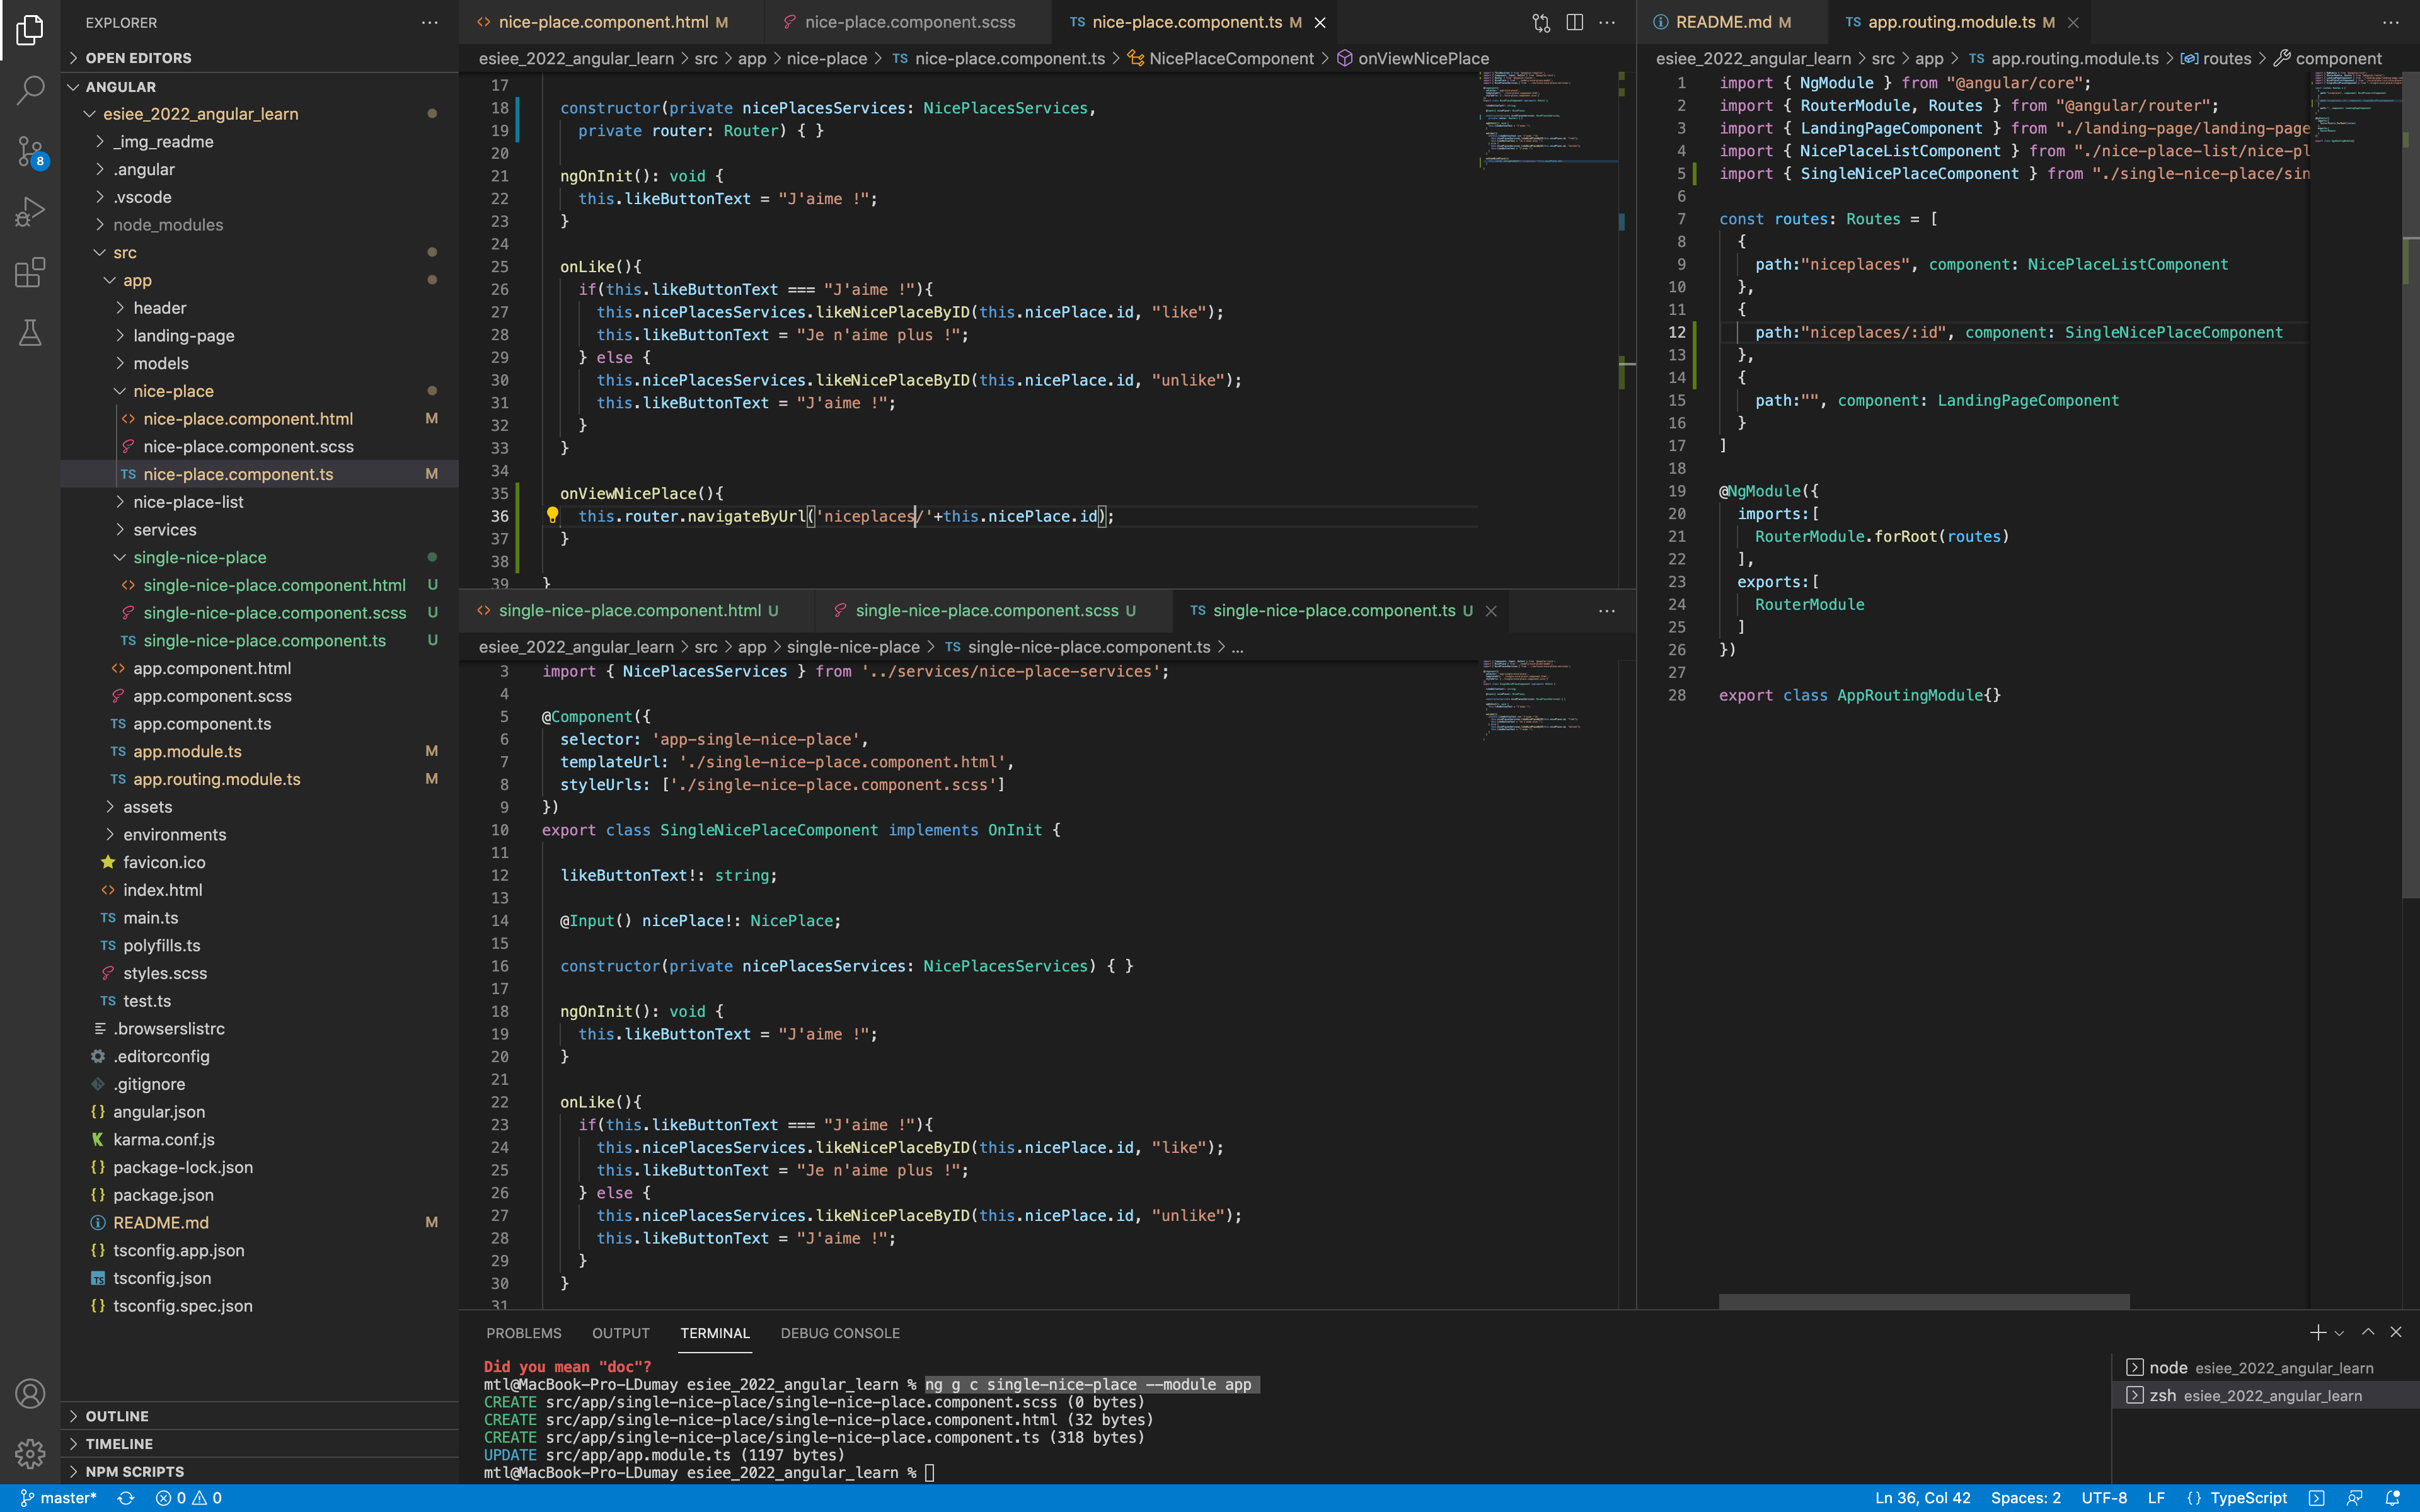 EXPLORER
OPEN EDITORS
ANGULAR
esiee_2022_angular_learn
_img_readme
.angular
.vscode
node_modules
src
app
header
landing-page
models
nice-place
nice-place.component.html M
nice-place.component.scss
nice-place.component.ts M
nice-place-list
services
single-nice-place
single-nice-place.component.html U
single-nice-place.component.scss U
single-nice-place.component.ts U
app.component.html
app.component.scss
app.component.ts
app.module.ts M
app.routing.module.ts M
assets
environments
favicon.ico
index.html
main.ts
polyfills.ts
styles.scss
test.ts
.browserslistrc
.editorconfig
.gitignore
angular.json
karma.conf.js
package-lock.json
package.json
README.md M
tsconfig.app.json
tsconfig.json
tsconfig.spec.json
OUTLINE
TIMELINE
NPM SCRIPTS
8
nice-place.component.html M nice-place.component.scss TS nice-place.component.ts M
esiee_2022_angular_learn > src > app > nice-place > TS nice-place.component.ts > NicePlaceComponent > onViewNicePlace
17
18 constructor(private nicePlacesServices: NicePlacesServices,
19 private router: Router) { }
20
21 ngOnInit(): void {
22 this.likeButtonText = "J'aime !";
23 }
24
25 onLike(){
26 if(this.likeButtonText === "J'aime !"){
27 this.nicePlacesServices.likeNicePlaceByID(this.nicePlace.id, "like");
28 this.likeButtonText = "Je n'aime plus !";
29 } else {
30 this.nicePlacesServices.likeNicePlaceByID(this.nicePlace.id, "unlike");
31 this.likeButtonText = "J'aime !";
32 }
33 }
34
35 onViewNicePlace(){
36 this.router.navigateByUrl('niceplaces/'+this.nicePlace.id);
37 }
38
39 }
single-nice-place.component.html U single-nice-place.component.scss U TS single-nice-place.component.ts U
esiee_2022_angular_learn > src > app > single-nice-place > TS single-nice-place.component.ts > ...
3 import { NicePlacesServices } from '../services/nice-place-services';
4
5 @Component({
6 selector: 'app-single-nice-place',
7 templateUrl: './single-nice-place.component.html',
8 styleUrls: ['./single-nice-place.component.scss']
9 })
10 export class SingleNicePlaceComponent implements OnInit {
11
12 likeButtonText!: string;
13
14 @Input() nicePlace!: NicePlace;
15
16 constructor(private nicePlacesServices: NicePlacesServices) { }
17
18 ngOnInit(): void {
19 this.likeButtonText = "J'aime !";
20 }
21
22 onLike(){
23 if(this.likeButtonText === "J'aime !"){
24 this.nicePlacesServices.likeNicePlaceByID(this.nicePlace.id, "like");
25 this.likeButtonText = "Je n'aime plus !";
26 } else {
27 this.nicePlacesServices.likeNicePlaceByID(this.nicePlace.id, "unlike");
28 this.likeButtonText = "J'aime !";
29 }
30 }
31
README.md M TS app.routing.module.ts M
esiee_2022_angular_learn > src > app > TS app.routing.module.ts > routes > component
1 import { NgModule } from "@angular/core";
2 import { RouterModule, Routes } from "@angular/router";
3 import { LandingPageComponent } from "./landing-page/landing-page
4 import { NicePlaceListComponent } from "./nice-place-list/nice-pl
5 import { SingleNicePlaceComponent } from "./single-nice-place/sin
6
7 const routes: Routes = [
8 {
9 path:"niceplaces", component: NicePlaceListComponent
10 },
11 {
12 path:"niceplaces/:id", component: SingleNicePlaceComponent
13 },
14 {
15 path:"", component: LandingPageComponent
16 }
17 ]
18
19 @NgModule({
20 imports:[
21 RouterModule.forRoot(routes)
22 ],
23 exports:[
24 RouterModule
25 ]
26 })
27
28 export class AppRoutingModule{}
PROBLEMS OUTPUT TERMINAL DEBUG CONSOLE
Did you mean "doc"?
mtl@MacBook-Pro-LDumay esiee_2022_angular_learn % ng g c single-nice-place --module app
CREATE src/app/single-nice-place/single-nice-place.component.scss (0 bytes)
CREATE src/app/single-nice-place/single-nice-place.component.html (32 bytes)
CREATE src/app/single-nice-place/single-nice-place.component.ts (318 bytes)
UPDATE src/app/app.module.ts (1197 bytes)
mtl@MacBook-Pro-LDumay esiee_2022_angular_learn %
node esiee_2022_angular_learn
zsh esiee_2022_angular_learn
master* 0 0 Ln 36, Col 42 Spaces: 2 UTF-8 LF {} TypeScript